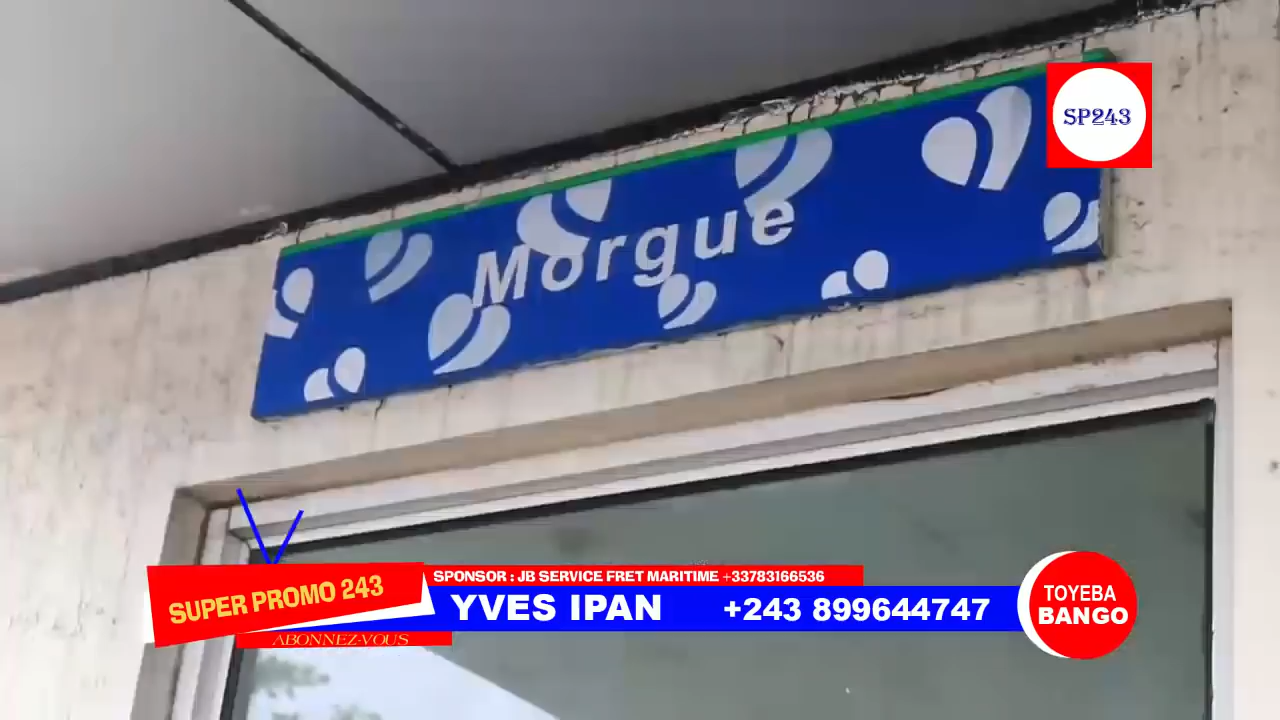 SP243
Morgue
SPONSOR : JB SERVICE FRET MARITIME +33783166536
SUPER PROMO 243
YVES IPAN +243 899644747
TOYEBA
BANGO
ABONNEZ-VOUS